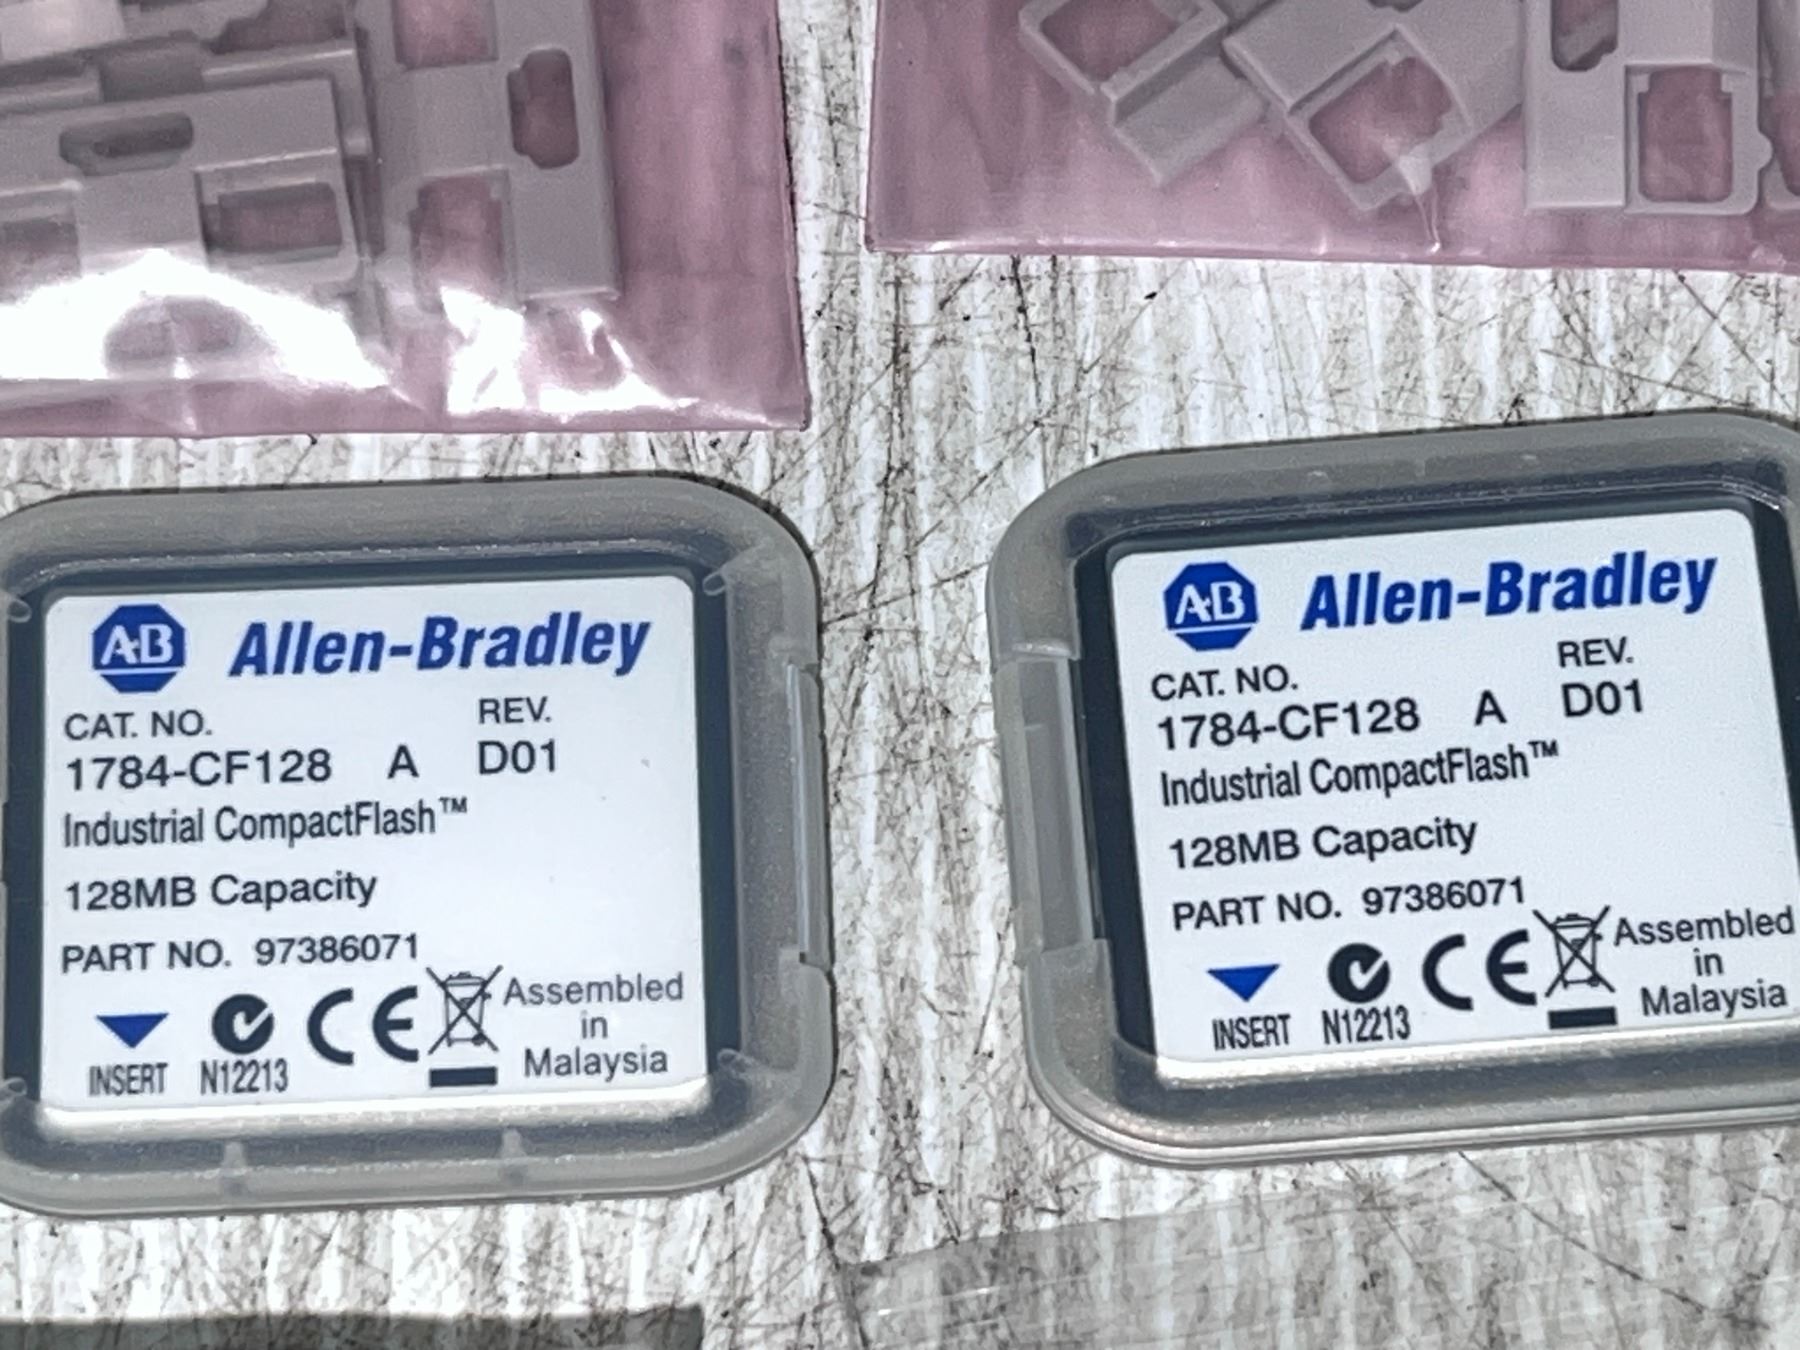 A-B Allen-Bradley
CAT. NO. REV.
1784-CF128 A D01
Industrial CompactFlash™
128MB Capacity
PART NO. 97386071
INSERT N12213 CE Assembled in Malaysia
A-B Allen-Bradley
CAT. NO. REV.
1784-CF128 A D01
Industrial CompactFlash™
128MB Capacity
PART NO. 97386071
INSERT N12213 CE Assembled in Malaysia